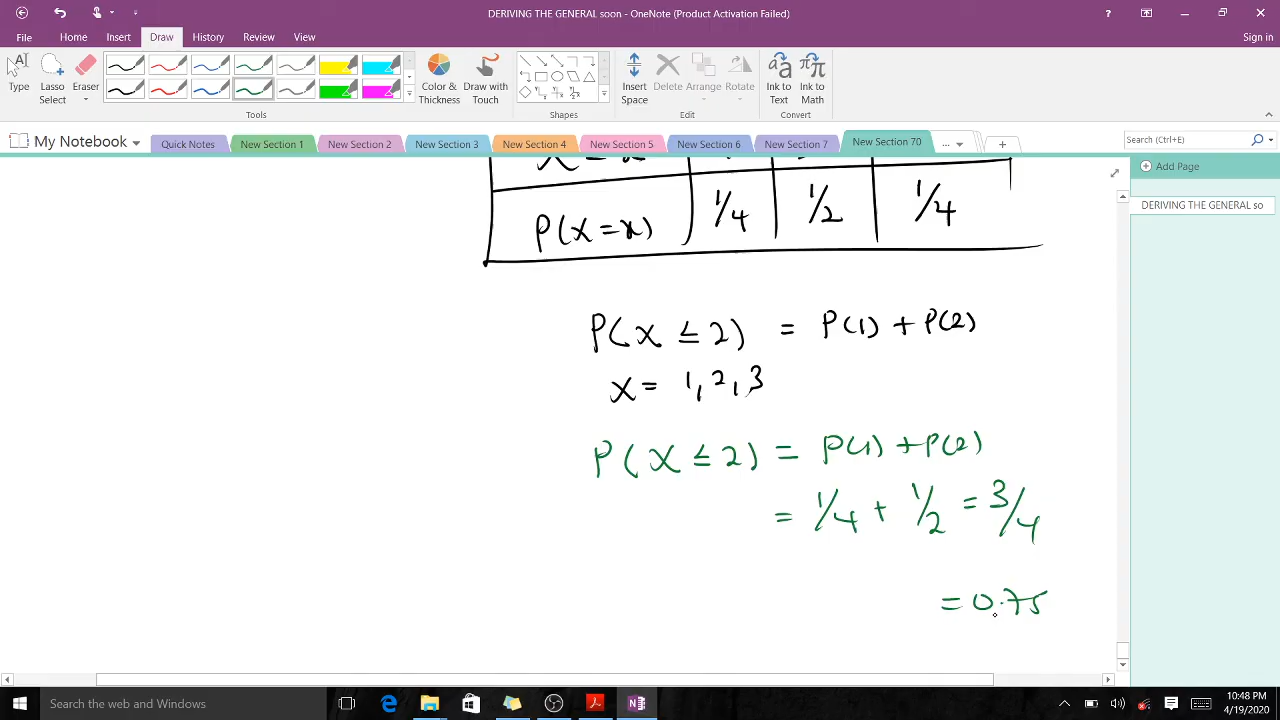 DERIVING THE GENERAL soon - OneNote (Product Activation Failed)
Sign in
File Home Insert Draw History Review View
Type Lasso Select Eraser Color & Thickness Draw with Touch Insert Space Delete Arrange Rotate Ink to Text Ink to Math
Tools Shapes Edit Convert
My Notebook Quick Notes New Section 1 New Section 2 New Section 3 New Section 4 New Section 5 New Section 6 New Section 7 New Section 70 ... Search (Ctrl+E)
Add Page
DERIVING THE GENERAL so
P(X=x) 1/4 1/2 1/4
P(X ≤ 2) = P(1) + P(2)
x = 1, 2, 3
P(X ≤ 2) = P(1) + P(2)
= 1/4 + 1/2 = 3/4
= 0.75
Search the web and Windows
10:48 PM
4/19/2020